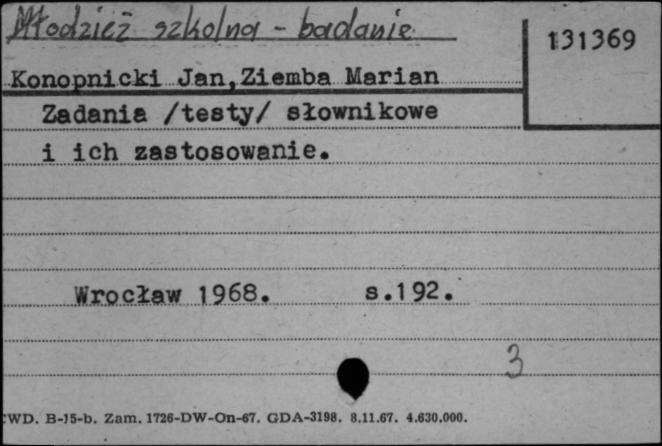 Młodzież szkolna - badanie
131369
Konopnicki Jan,Ziemba Marian
Zadania /testy/ słownikowe
i ich zastosowanie.
Wrocław 1968. s.192.
3
WD. B-15-b. Zam. 1726-DW-On-67. GDA-3198. 8.11.67. 4.630.000.